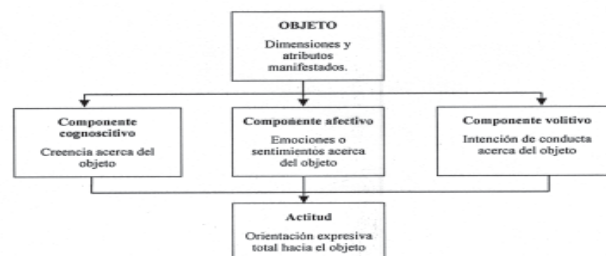 OBJETO
Dimensiones y
atributos
manifestados.
Componente
cognoscitivo
Creencia acerca del
objeto
Componente afectivo
Emociones o
sentimientos acerca
del objeto
Componente volitivo
Intención de conducta
acerca del objeto
Actitud
Orientación expresiva
total hacia el objeto